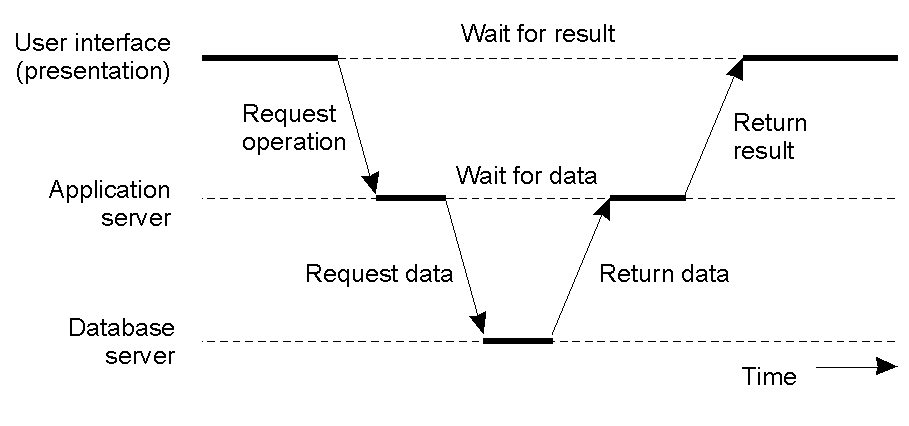 User interface
(presentation)
Wait for result
Request
operation
Return
result
Application
server
Wait for data
Request data
Return data
Database
server
Time